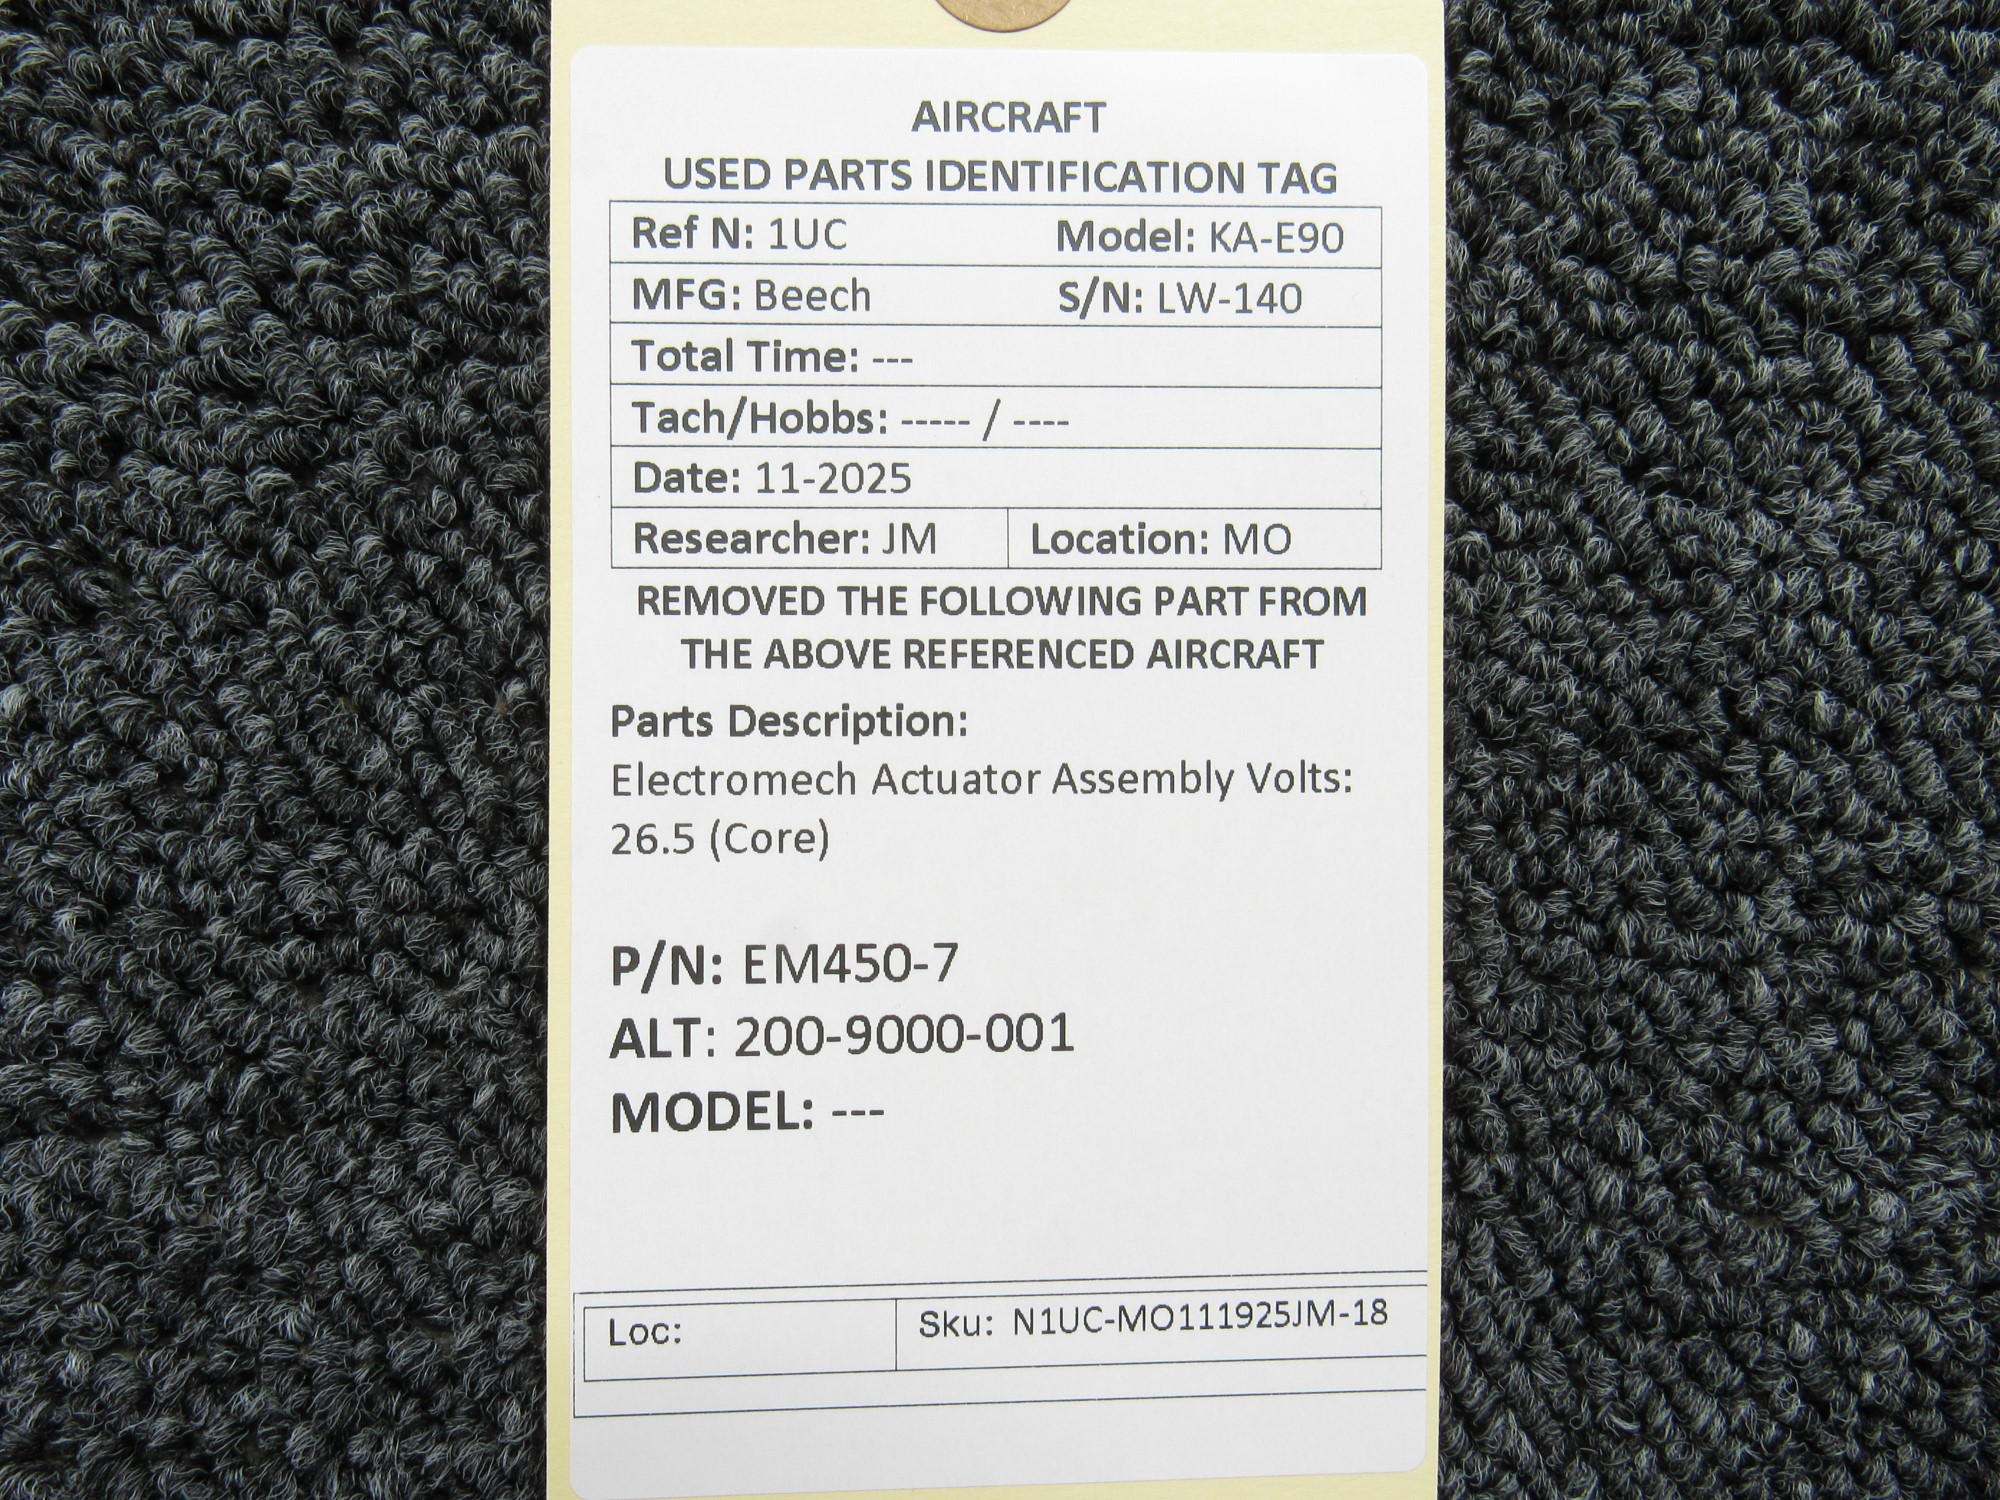 AIRCRAFT
USED PARTS IDENTIFICATION TAG
Ref N: 1UC Model: KA-E90
MFG: Beech S/N: LW-140
Total Time: ---
Tach/Hobbs: ----- / ----
Date: 11-2025
Researcher: JM Location: MO
REMOVED THE FOLLOWING PART FROM
THE ABOVE REFERENCED AIRCRAFT
Parts Description:
Electromech Actuator Assembly Volts:
26.5 (Core)
P/N: EM450-7
ALT: 200-9000-001
MODEL: ---
Loc: Sku: N1UC-MO111925JM-18